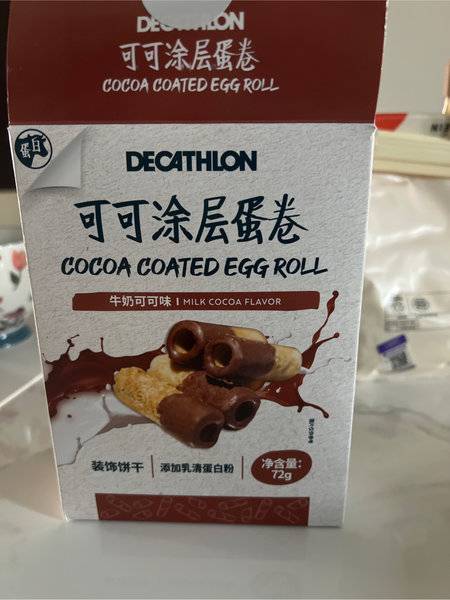 DECATHLON
可可涂层蛋卷
COCOA COATED EGG ROLL
蛋白
DECATHLON
可可涂层蛋卷
COCOA COATED EGG ROLL
牛奶可可味 | MILK COCOA FLAVOR
装饰饼干 | 添加乳清蛋白粉
净含量:
72g